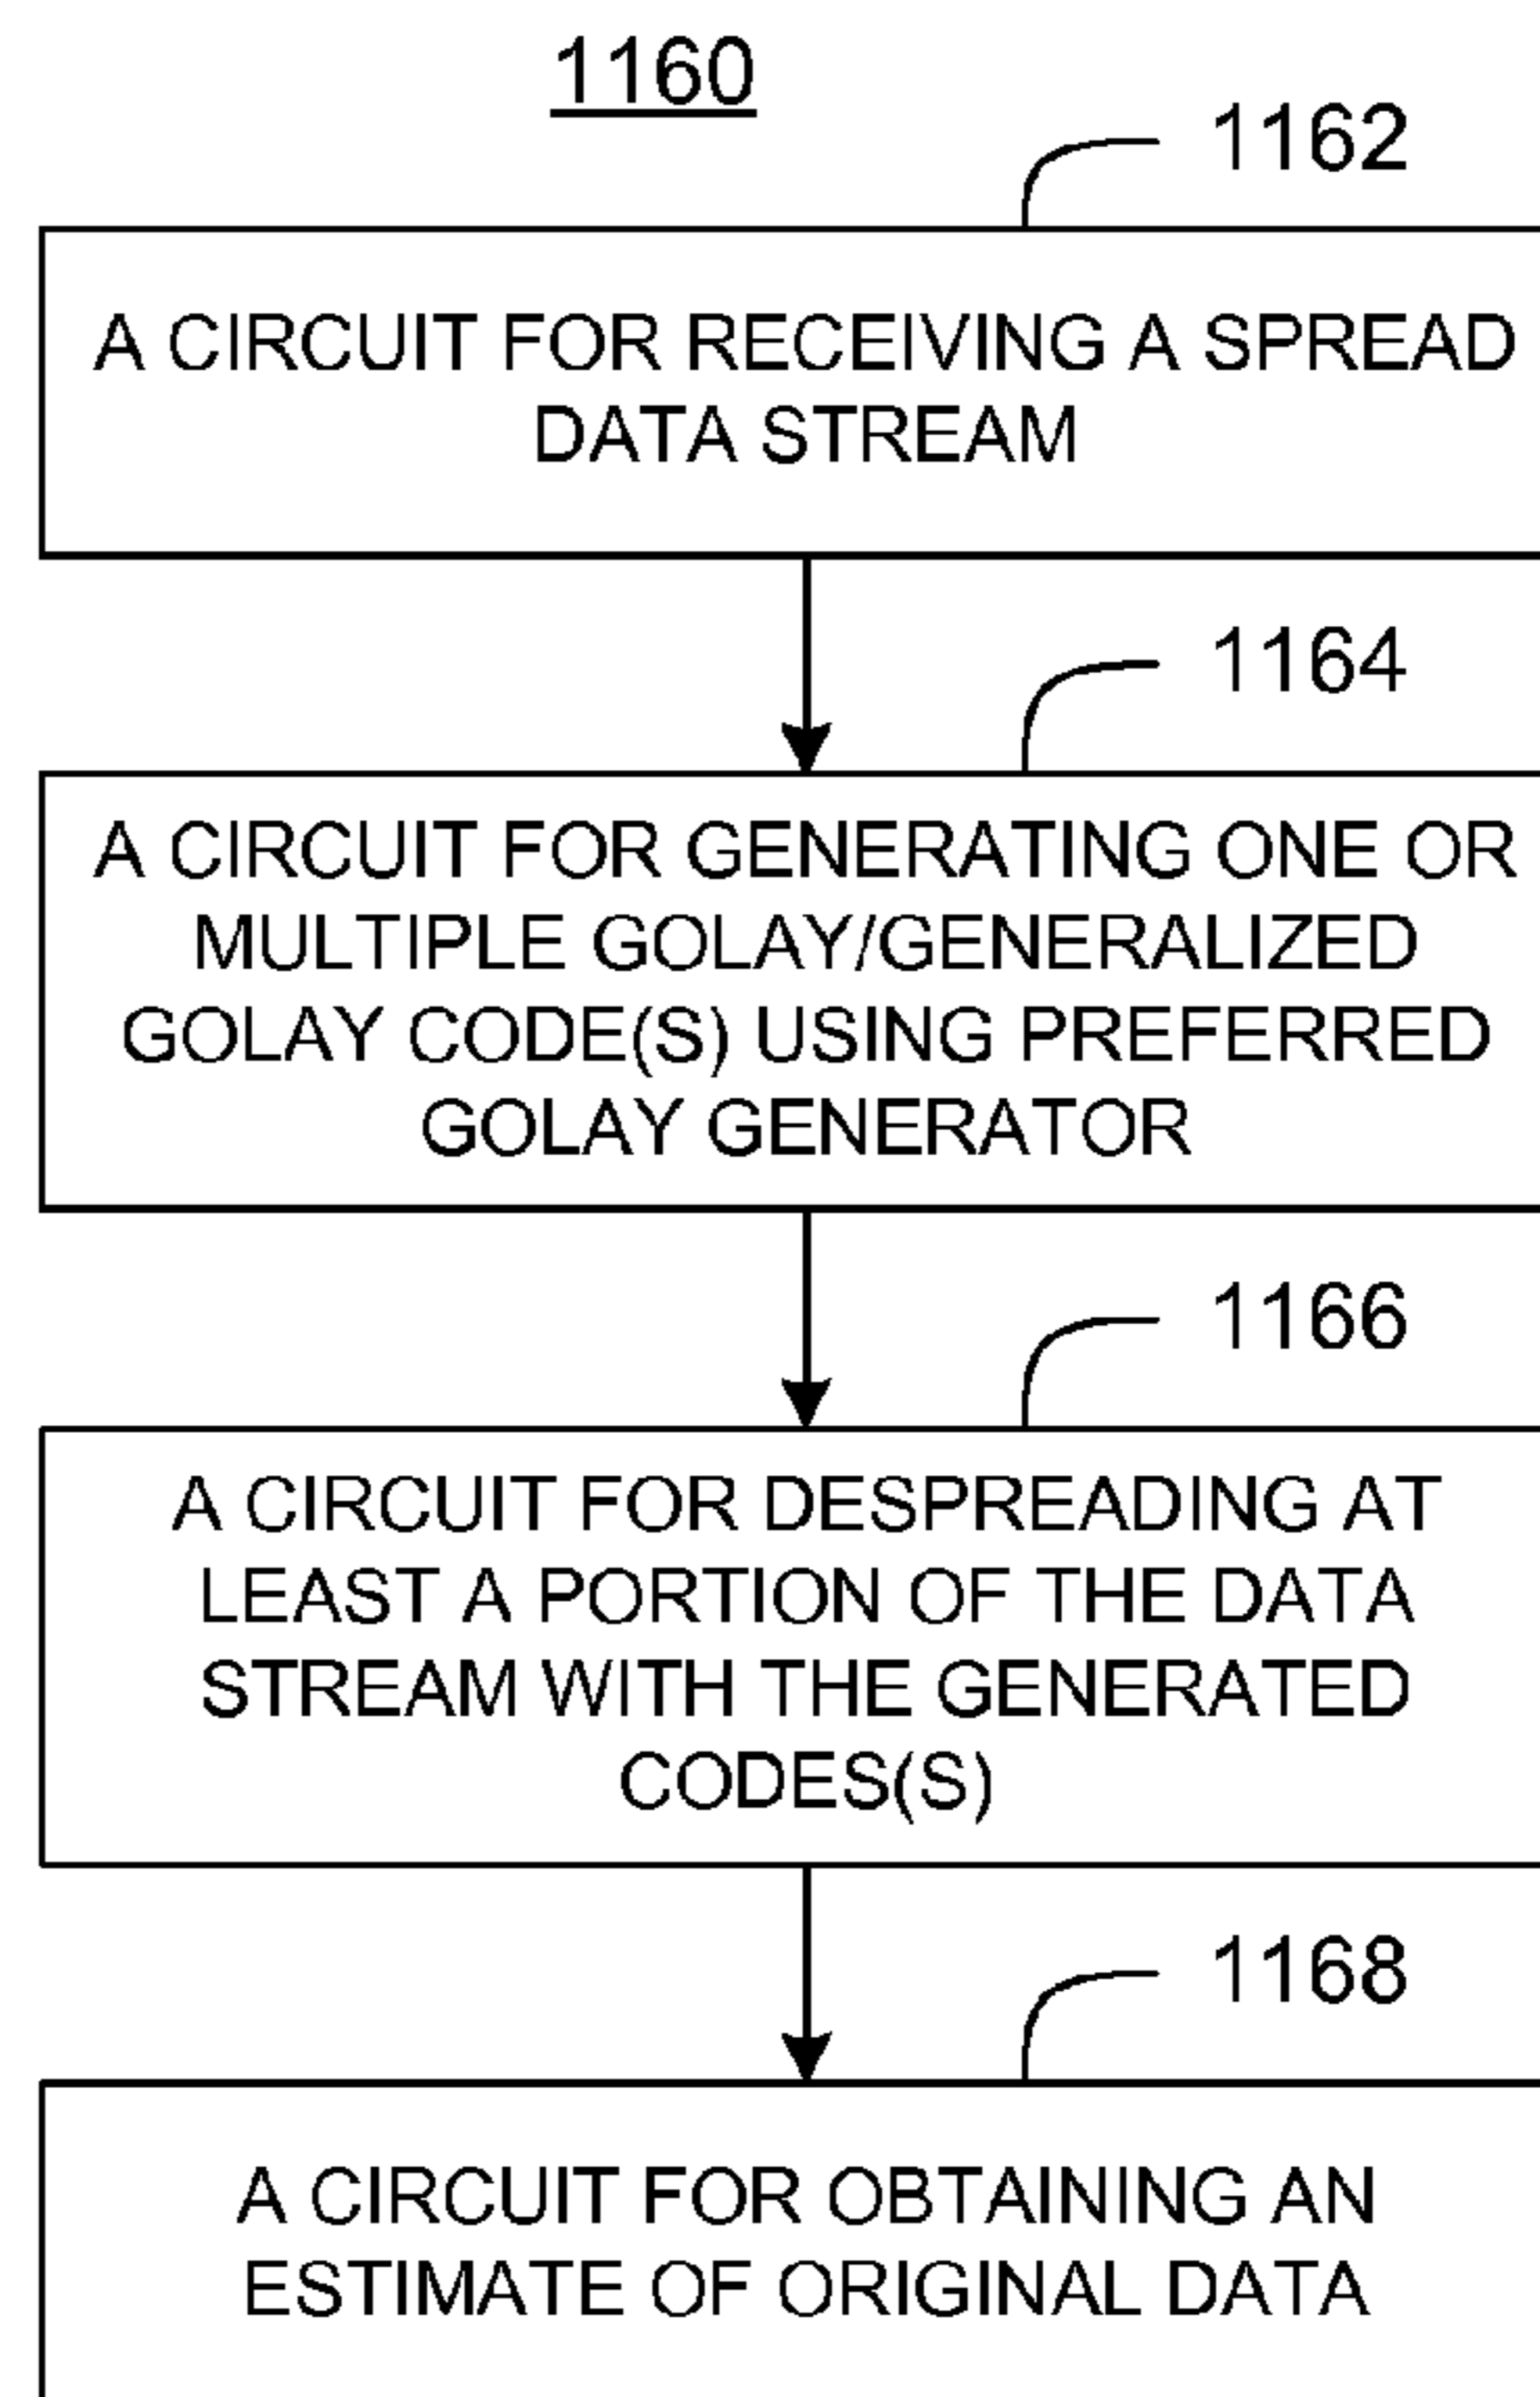 1160
1162
A CIRCUIT FOR RECEIVING A SPREAD
DATA STREAM
1164
A CIRCUIT FOR GENERATING ONE OR
MULTIPLE GOLAY/GENERALIZED
GOLAY CODE(S) USING PREFERRED
GOLAY GENERATOR
1166
A CIRCUIT FOR DESPREADING AT
LEAST A PORTION OF THE DATA
STREAM WITH THE GENERATED
CODES(S)
1168
A CIRCUIT FOR OBTAINING AN
ESTIMATE OF ORIGINAL DATA